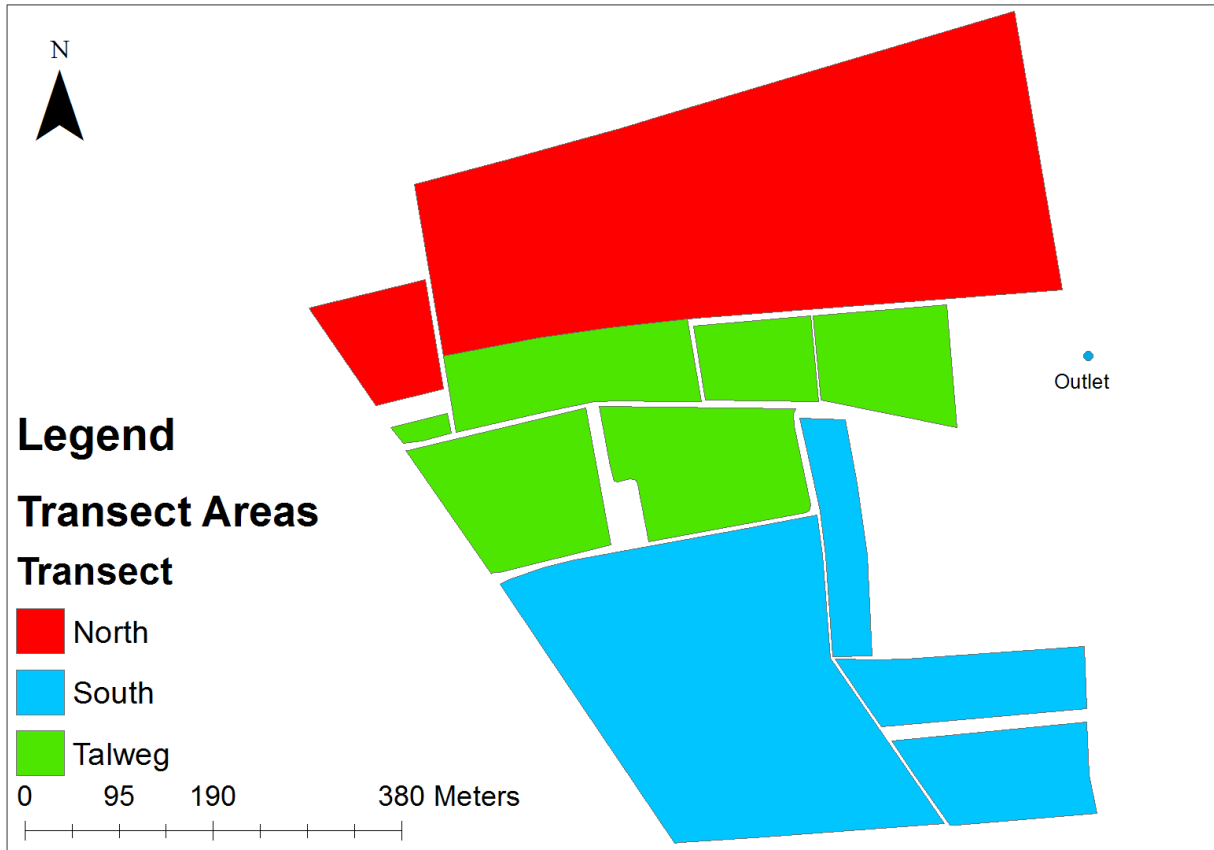 N
Outlet
Legend
Transect Areas
Transect
North
South
Talweg
0 95 190 380 Meters